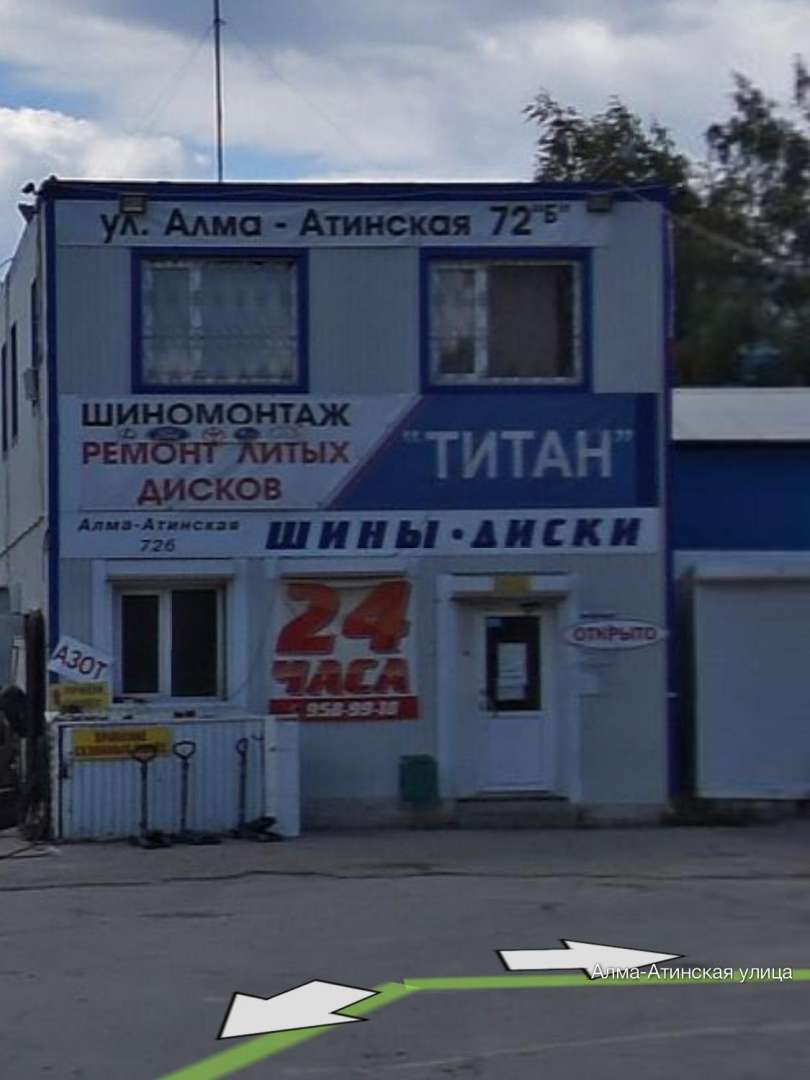 ул. Алма - Атинская 72"Б"
ШИНОМОНТАЖ
РЕМОНТ ЛИТЫХ
ДИСКОВ
"ТИТАН"
Алма-Атинская
72б
ШИНЫ • ДИСКИ
24
ЧАСА
958-99-
ОТКРЫТО
АЗОТ
Алма-Атинская улица